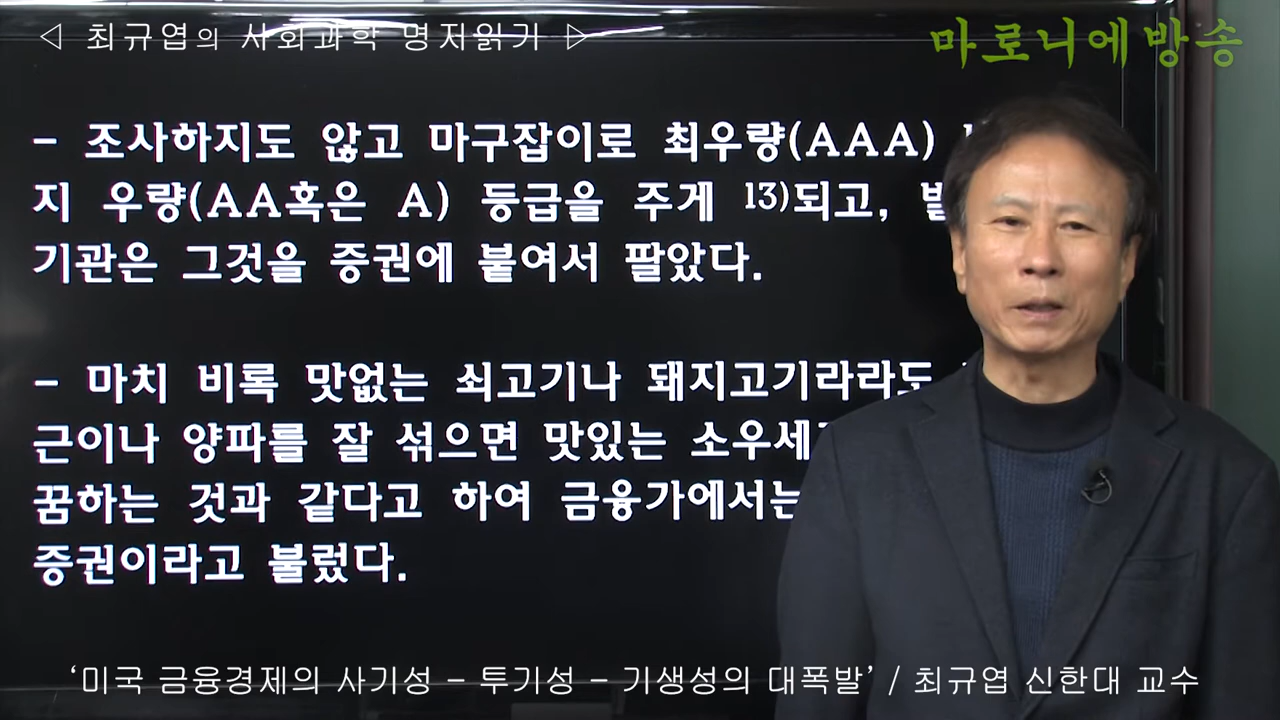 ◁ 최규엽의 사회과학 명저읽기 ▷
마로니에방송
- 조사하지도 않고 마구잡이로 최우량(AAA)
지 우량(AA혹은 A) 등급을 주게 13)되고,
기관은 그것을 증권에 붙여서 팔았다.
- 마치 비록 맛없는 쇠고기나 돼지고기라라도
근이나 양파를 잘 섞으면 맛있는
꿈하는 것과 같다고 하여 금융가에서는
증권이라고 불렀다.
'미국 금융경제의 사기성 - 투기성 - 기생성의 대폭발' / 최규엽 신한대 교수